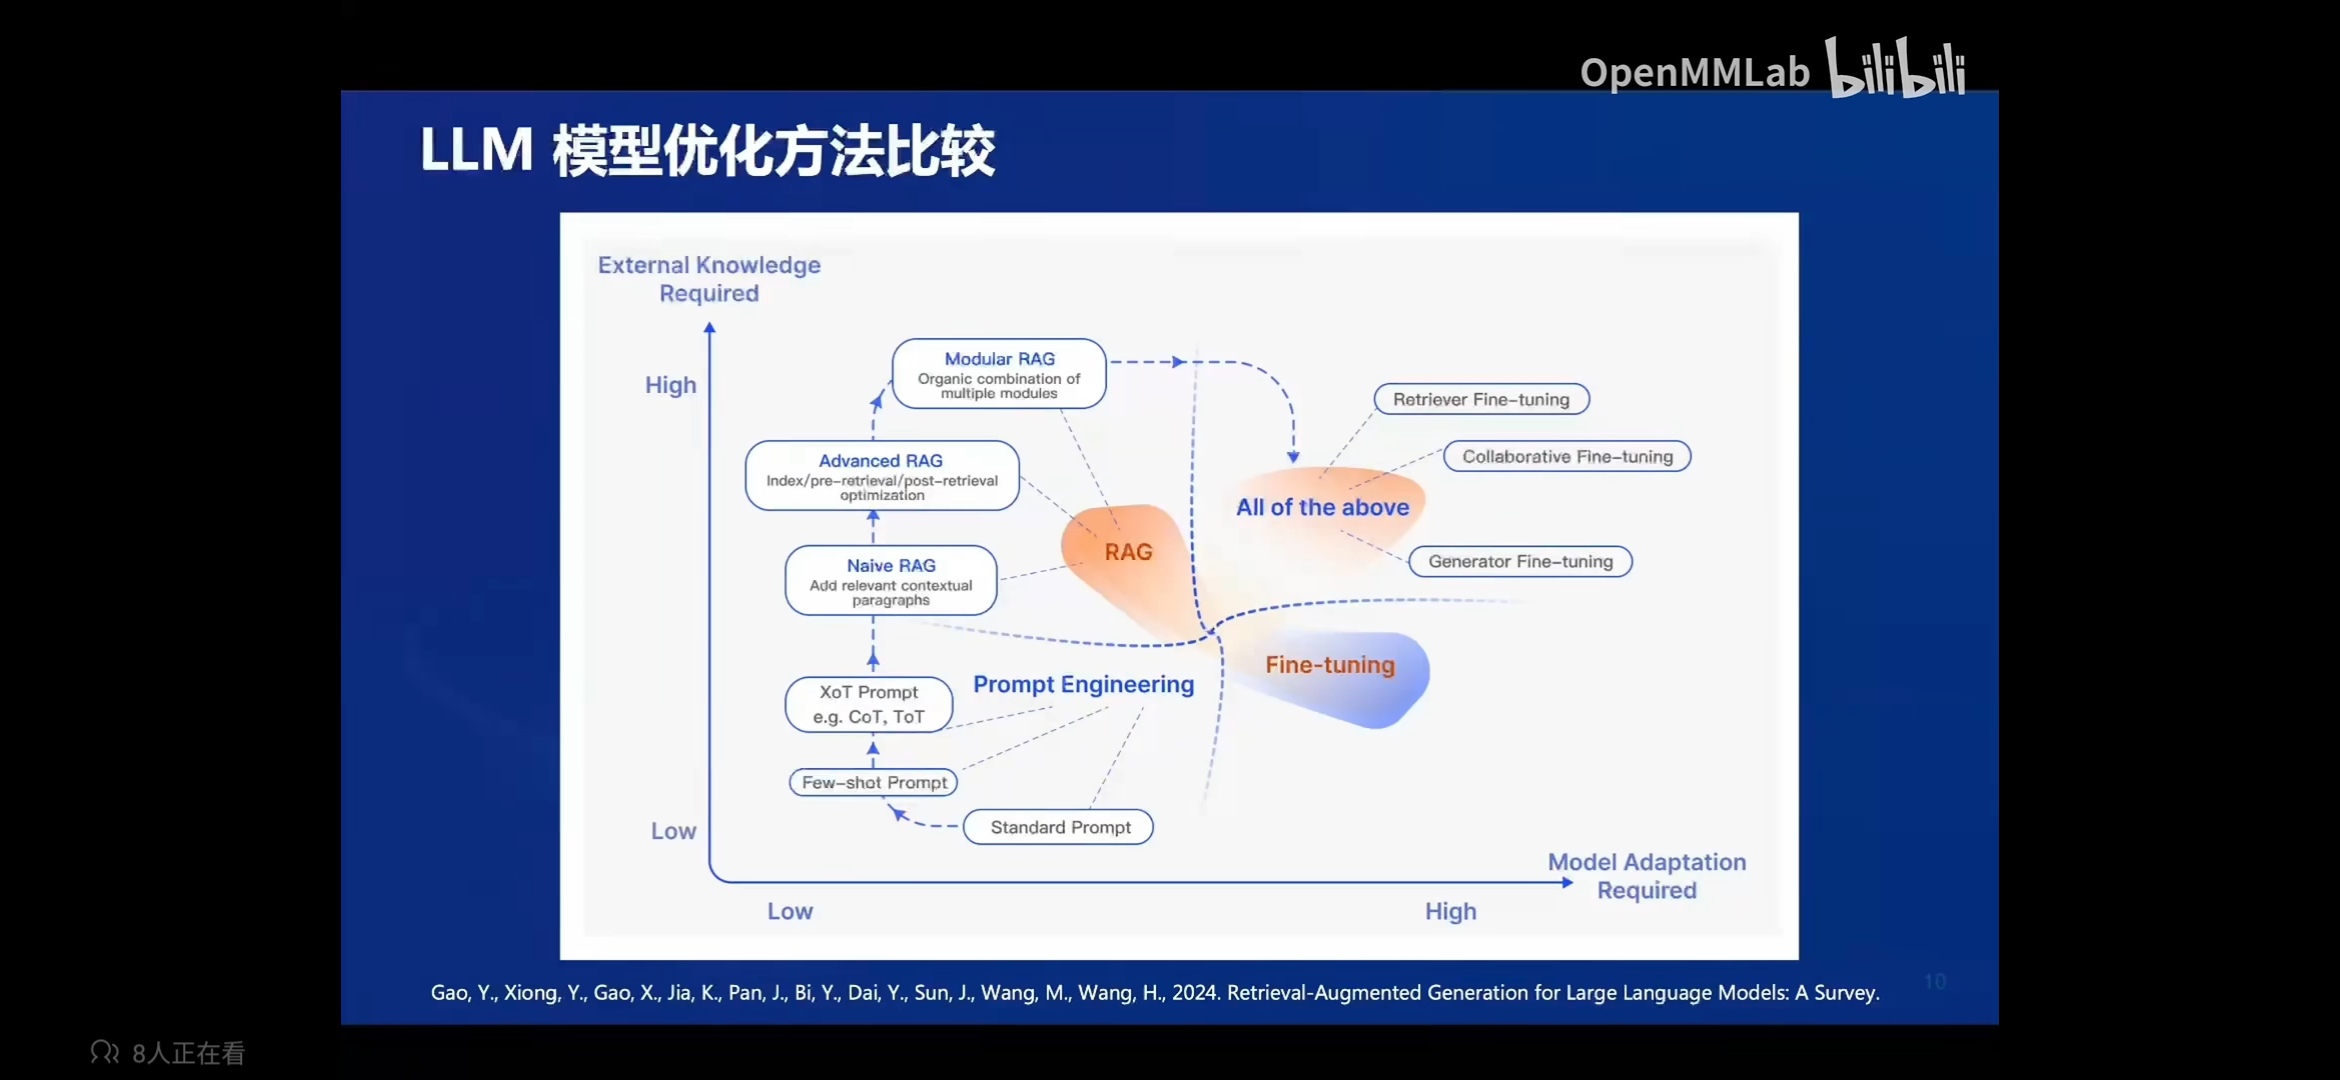 OpenMMLab bilibili
LLM 模型优化方法比较
External Knowledge
Required
High
Low
Modular RAG
Organic combination of
multiple modules
Advanced RAG
Index/pre-retrieval/post-retrieval
optimization
Naive RAG
Add relevant contextual
paragraphs
XoT Prompt
e.g. CoT, ToT
Few-shot Prompt
Standard Prompt
Prompt Engineering
RAG
Retriever Fine-tuning
Collaborative Fine-tuning
All of the above
Generator Fine-tuning
Fine-tuning
Model Adaptation
Required
Low
High
Gao, Y., Xiong, Y., Gao, X., Jia, K., Pan, J., Bi, Y., Dai, Y., Sun, J., Wang, M., Wang, H., 2024. Retrieval-Augmented Generation for Large Language Models: A Survey.
10
8人正在看